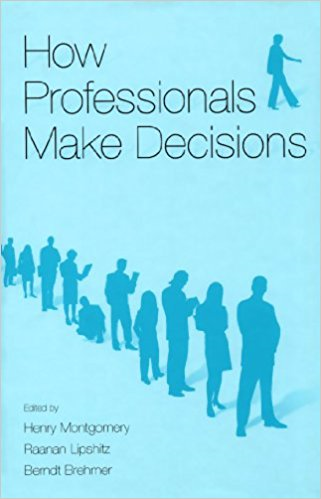 How
Professionals
Make Decisions
Edited by
Henry Montgomery
Raanan Lipshitz
Berndt Brehmer